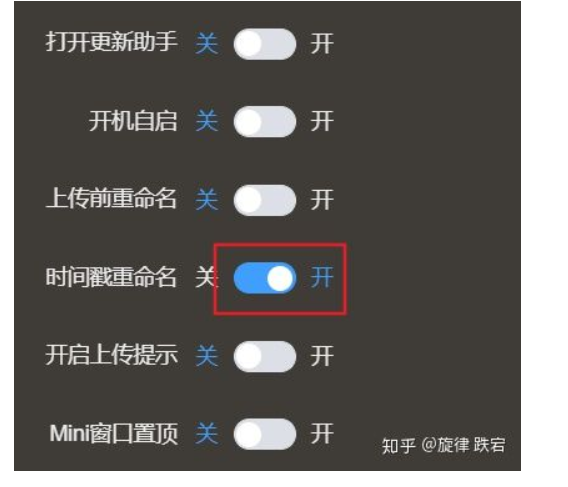 打开更新助手 关 开
开机自启 关 开
上传前重命名 关 开
时间戳重命名 关 开
开启上传提示 关 开
Mini窗口置顶 关 开
知乎 @旋律 跌宕